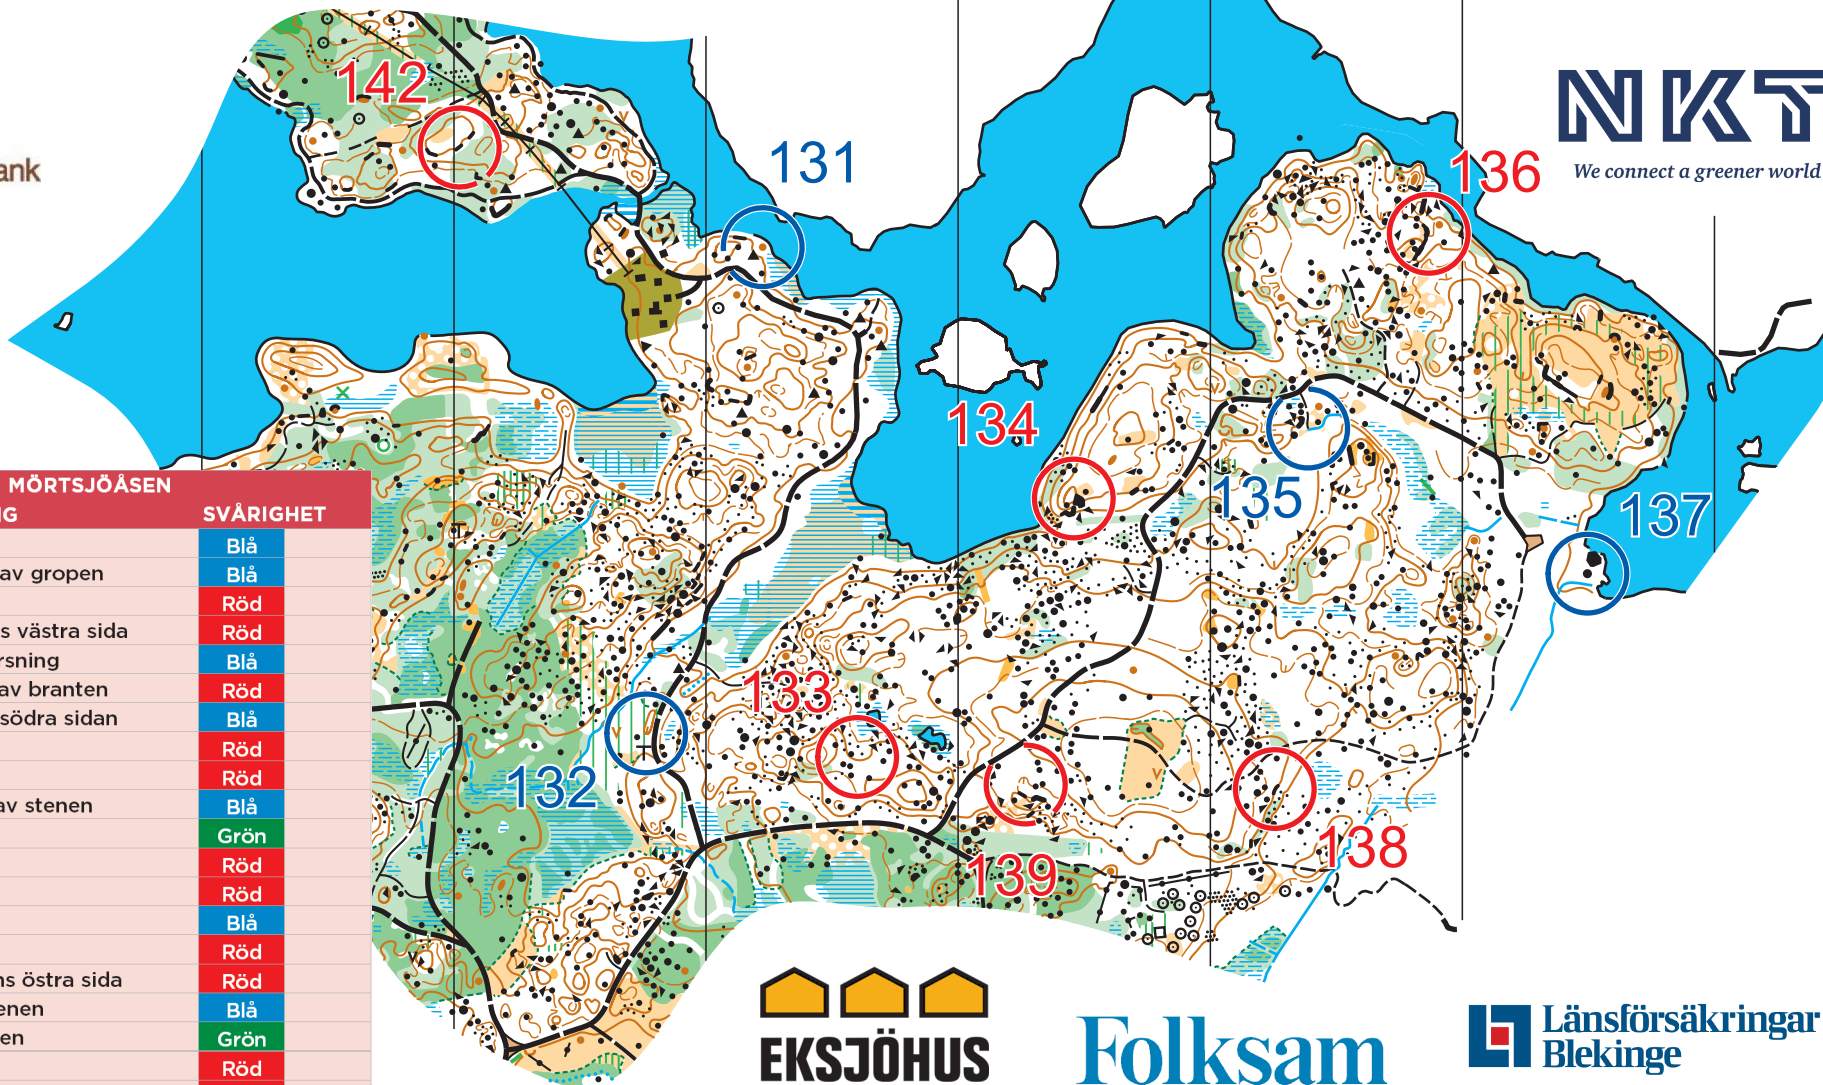 142
131
136
NKT
We connect a greener world
ank
134
135
137
MÖRTSJÖÅSEN
G
SVÅRIGHET
Blå
av gropen Blå
Röd
s västra sida Röd
rsning Blå
av branten Röd
södra sidan Blå
Röd
Röd
av stenen Blå
Grön
Röd
Röd
Blå
Röd
ns östra sida Röd
enen Blå
en Grön
Röd
133
132
138
139
EKSJÖHUS
Folksam
Länsförsäkringar
Blekinge